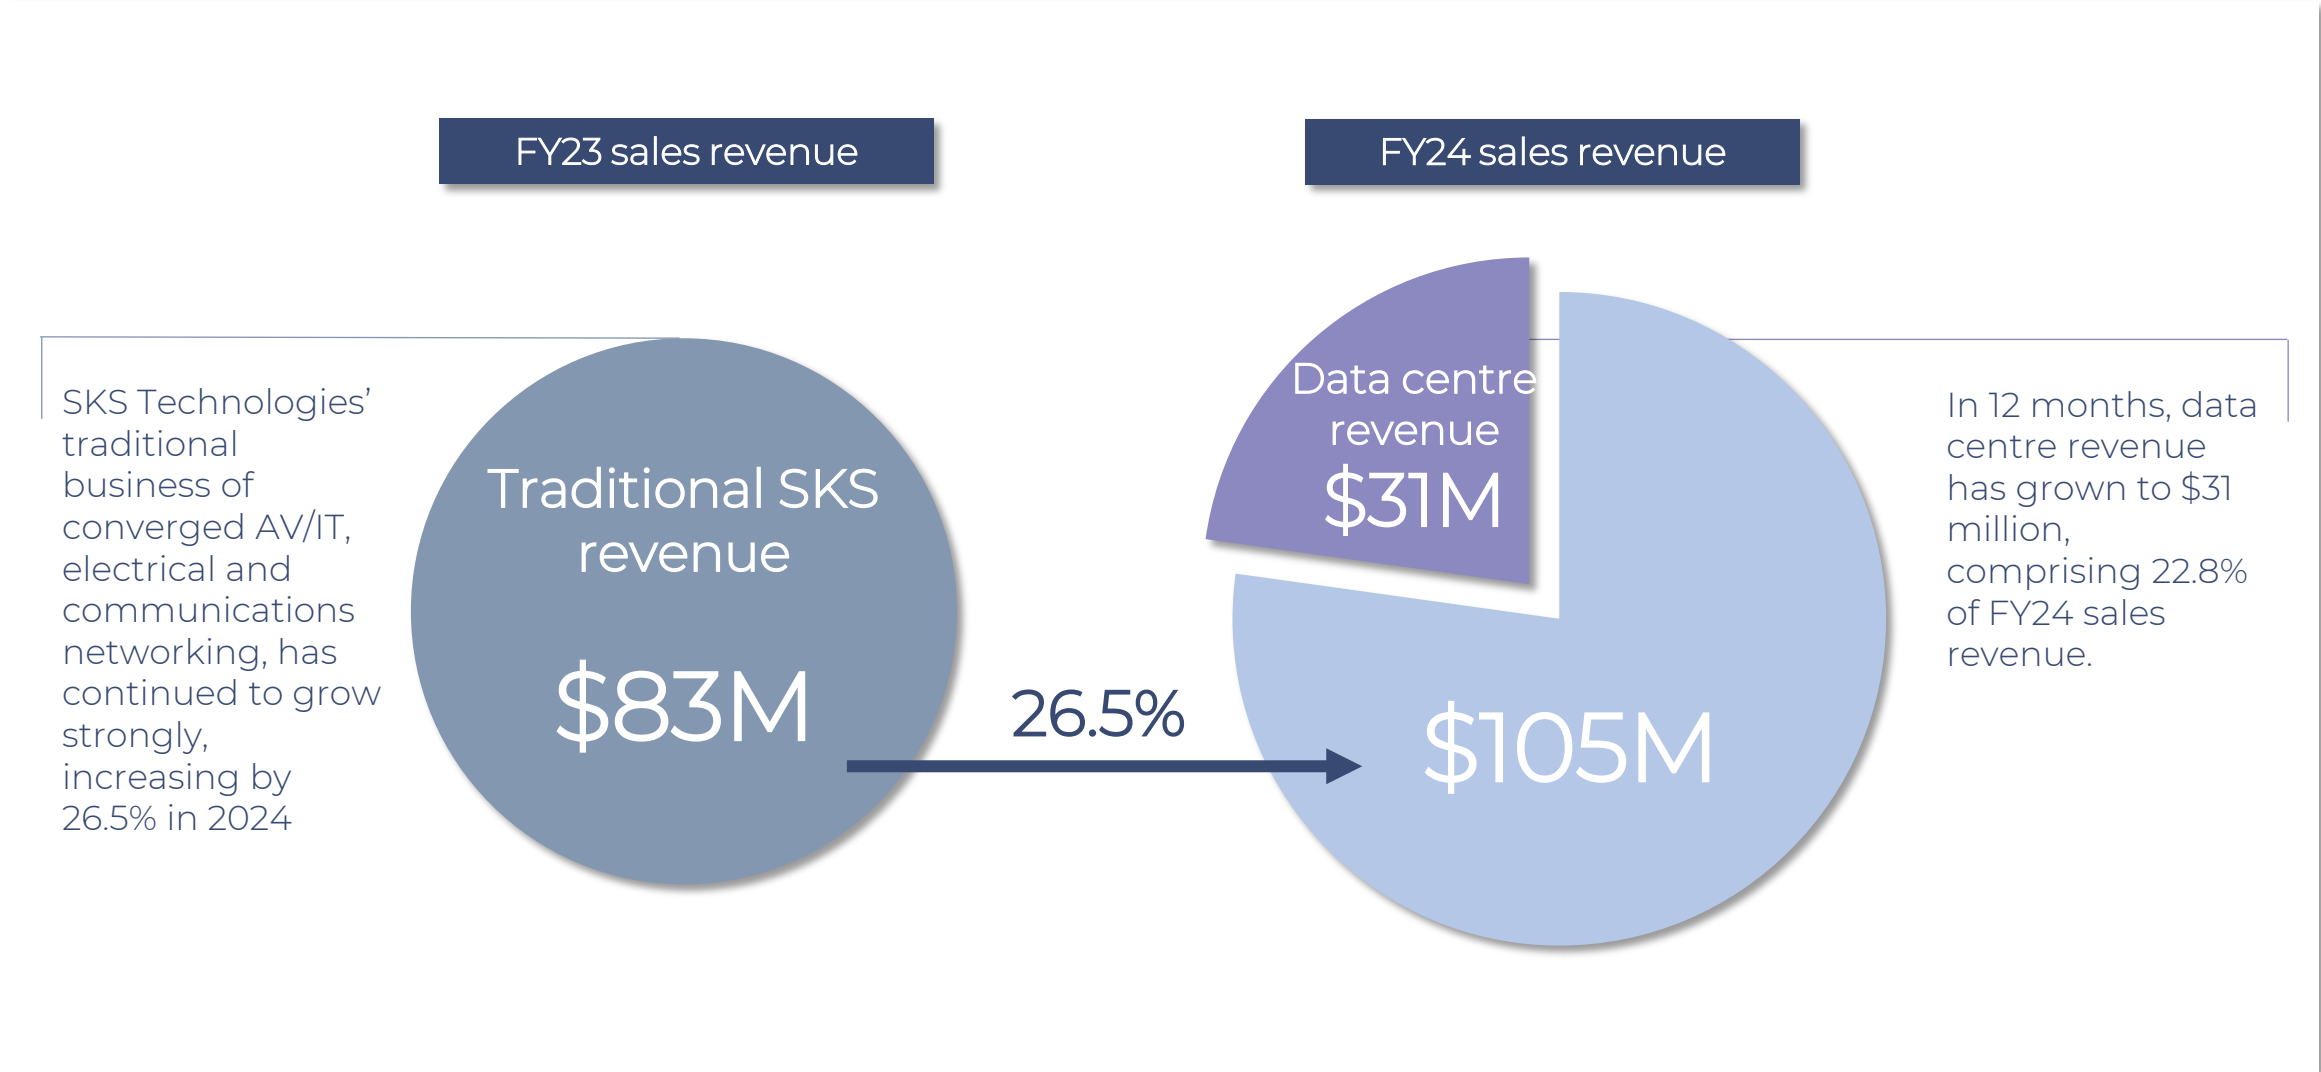 FY23 sales revenue
FY24 sales revenue
SKS Technologies’
traditional
business of
converged AV/IT,
electrical and
communications
networking, has
continued to grow
strongly,
increasing by
26.5% in 2024
Traditional SKS
revenue
$83M
26.5%
Data centre
revenue
$31M
$105M
In 12 months, data
centre revenue
has grown to $31
million,
comprising 22.8%
of FY24 sales
revenue.